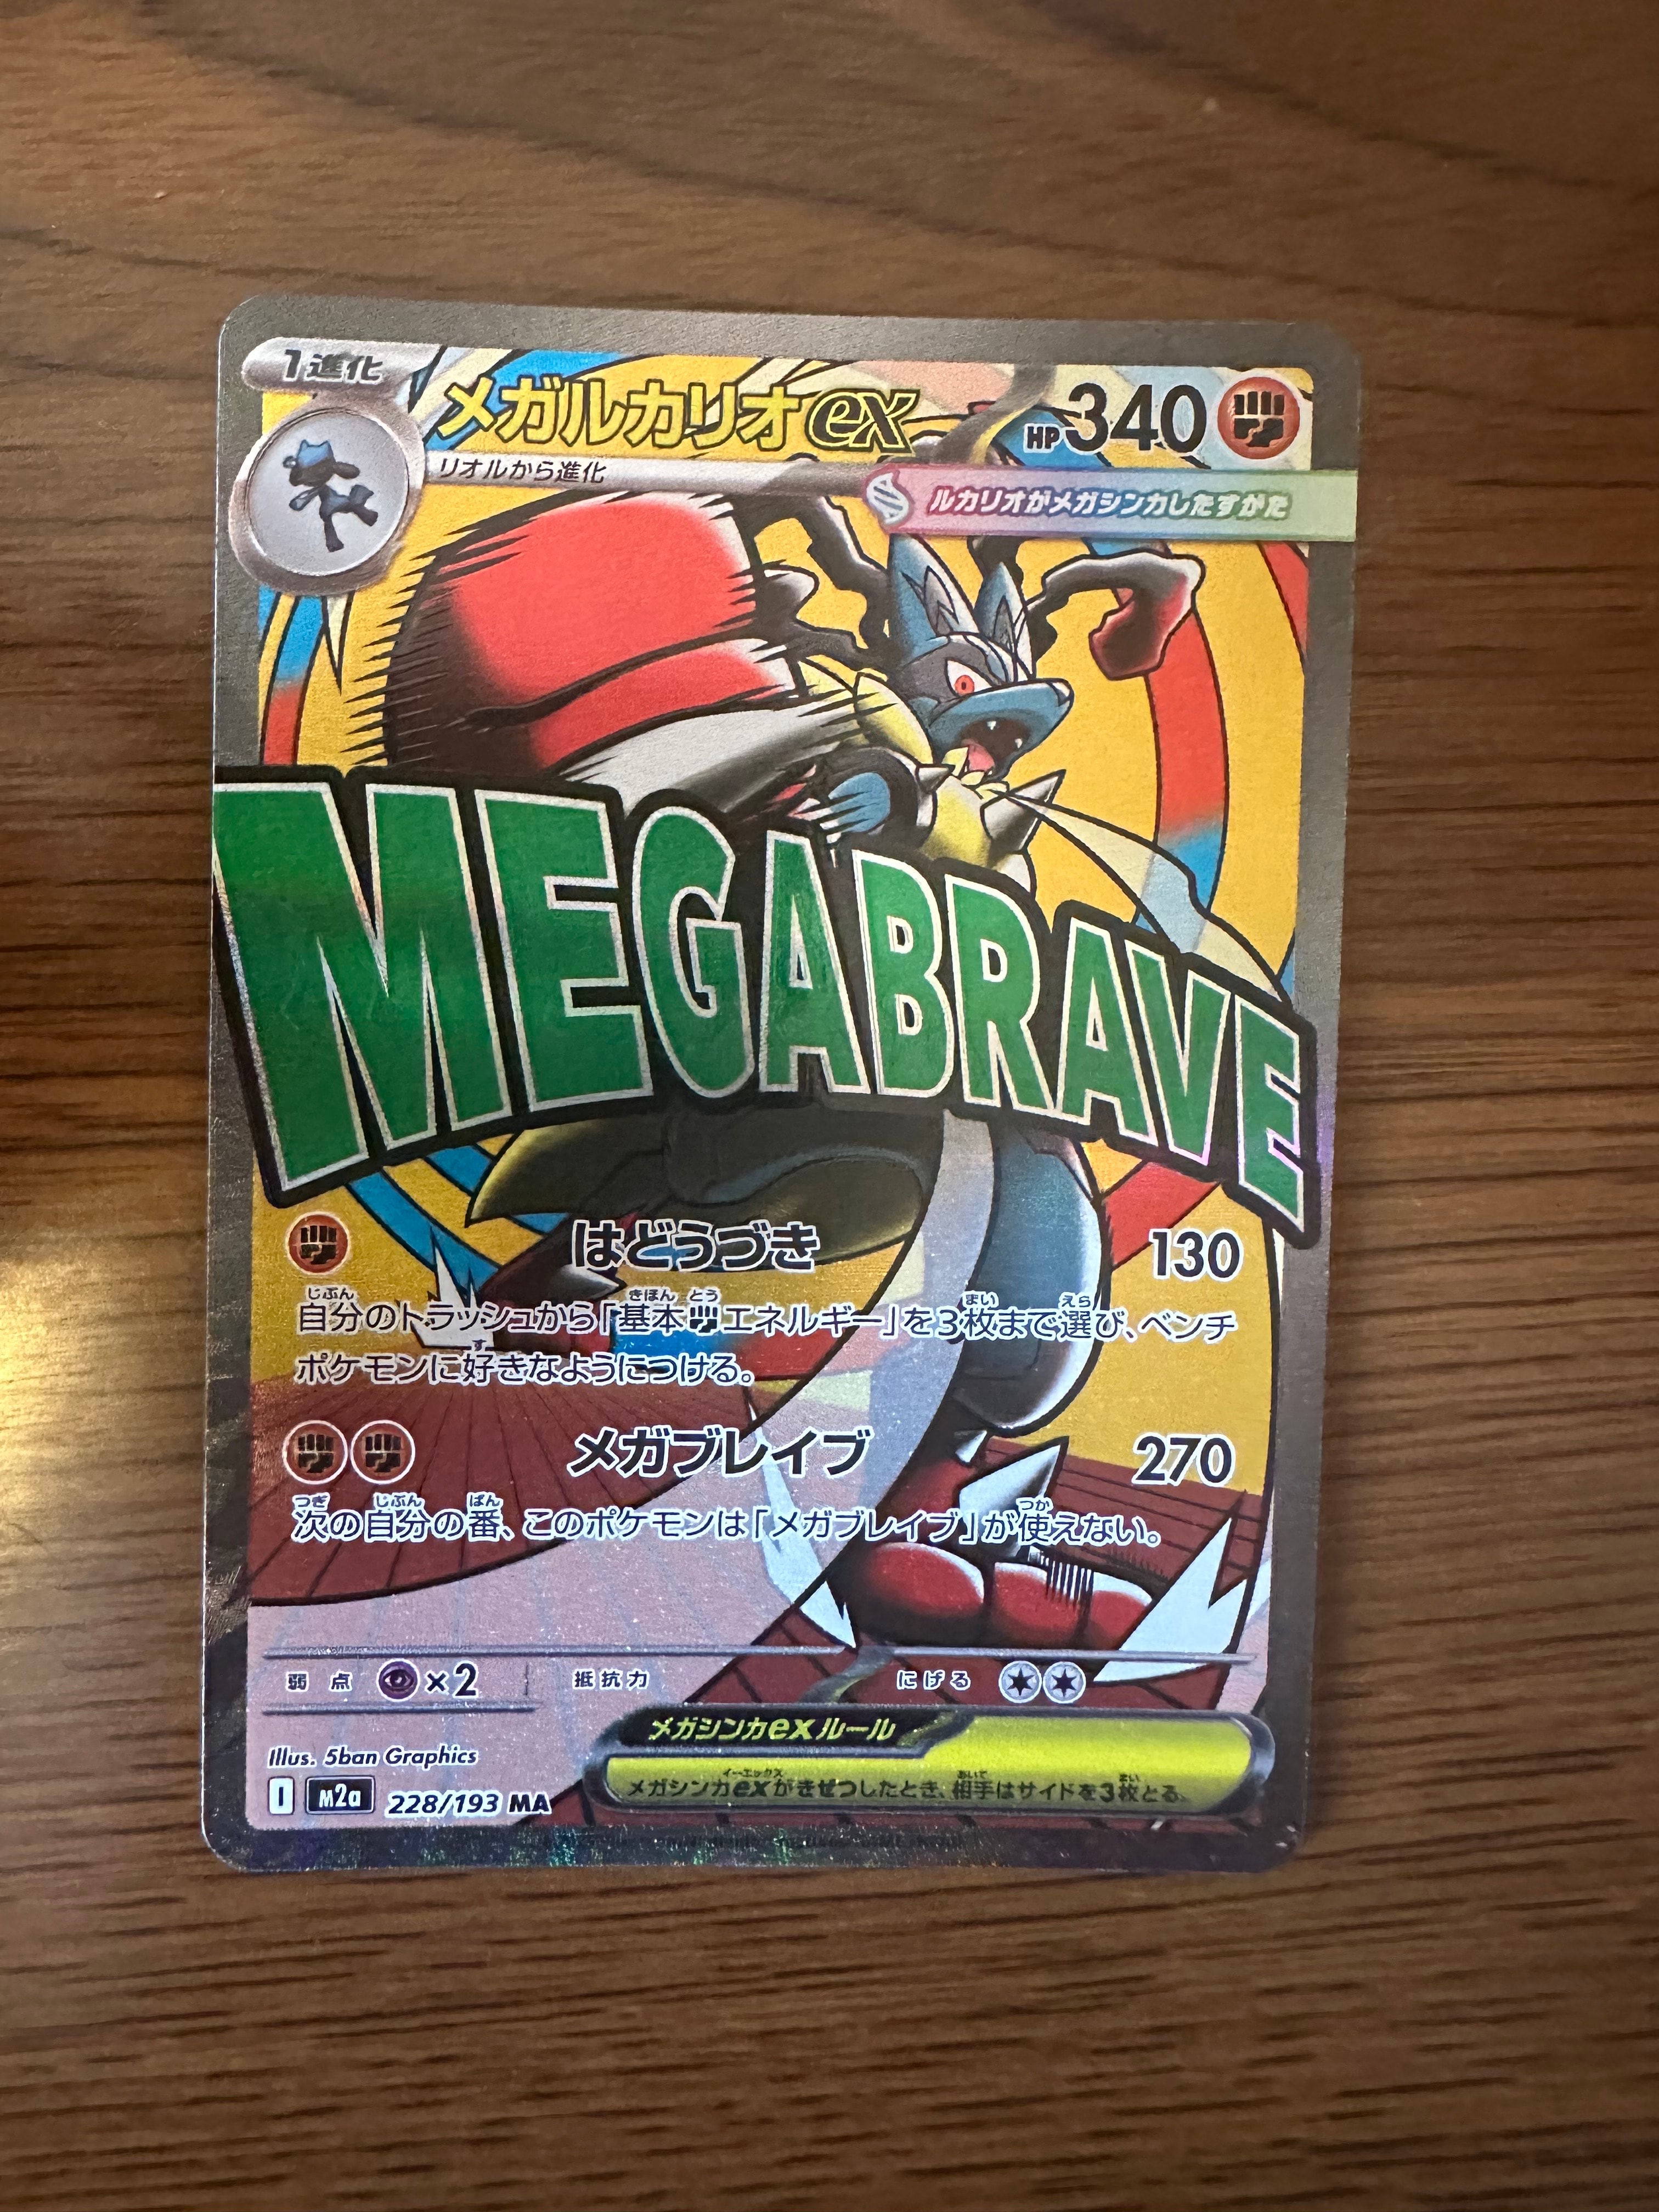 1進化
メガルカリオex
HP340
リオルから進化
ルカリオがメガシンカしたすがた
MEGABRAVE
はどうづき 130
自分のトラッシュから「基本エネルギー」を3枚まで選び、ベンチ
ポケモンに好きなようにつける。
メガブレイブ 270
次の自分の番、このポケモンは「メガブレイブ」が使えない。
弱点 ×2 抵抗力 にげる
メガシンカexルール
メガシンカexがきぜつしたとき、相手はサイドを3枚とる。
Illus. 5ban Graphics
I m2a 228/193 MA